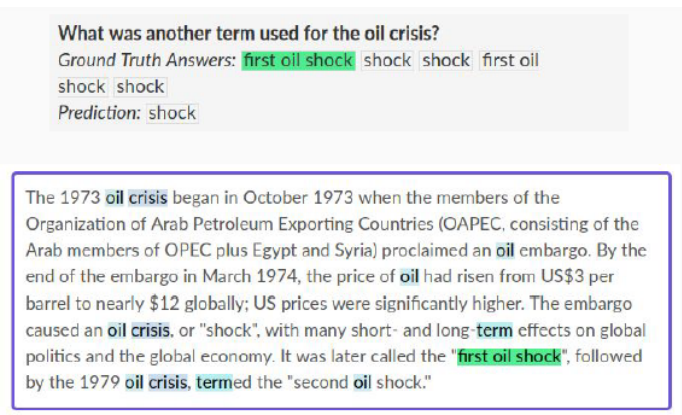 What was another term used for the oil crisis?
Ground Truth Answers: first oil shock shock shock first oil
shock shock
Prediction: shock
The 1973 oil crisis began in October 1973 when the members of the
Organization of Arab Petroleum Exporting Countries (OAPEC, consisting of the
Arab members of OPEC plus Egypt and Syria) proclaimed an oil embargo. By the
end of the embargo in March 1974, the price of oil had risen from US$3 per
barrel to nearly $12 globally; US prices were significantly higher. The embargo
caused an oil crisis, or "shock", with many short- and long-term effects on global
politics and the global economy. It was later called the "first oil shock", followed
by the 1979 oil crisis, termed the "second oil shock."